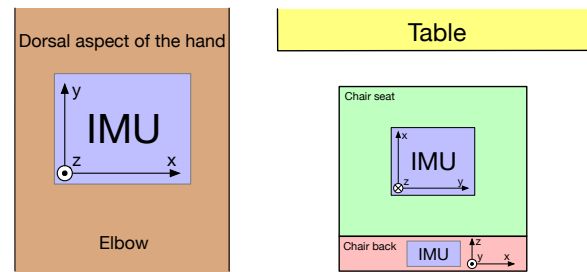 Dorsal aspect of the hand
y
IMU
z
x
Elbow
Table
Chair seat
x
IMU
z
y
Chair back
IMU
z
y
x